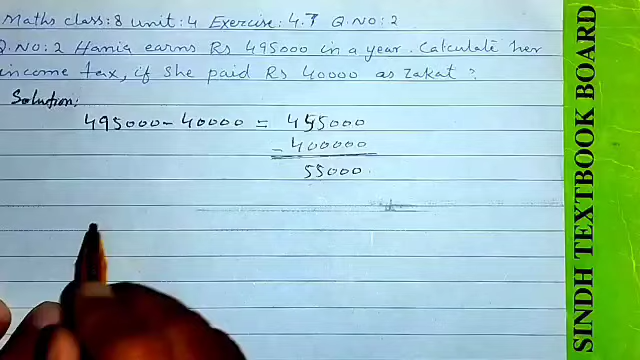 Maths class: 8 unit: 4 Exercise: 4.7 Q.NO: 2
Q.NO: 2 Hania earns Rs 495000 in a year. Calculate her
income tax, if she paid Rs 40000 as zakat?
Solution:
495000 - 40000 = 455000
- 400000
55000
SINDH TEXTBOOK BOARD